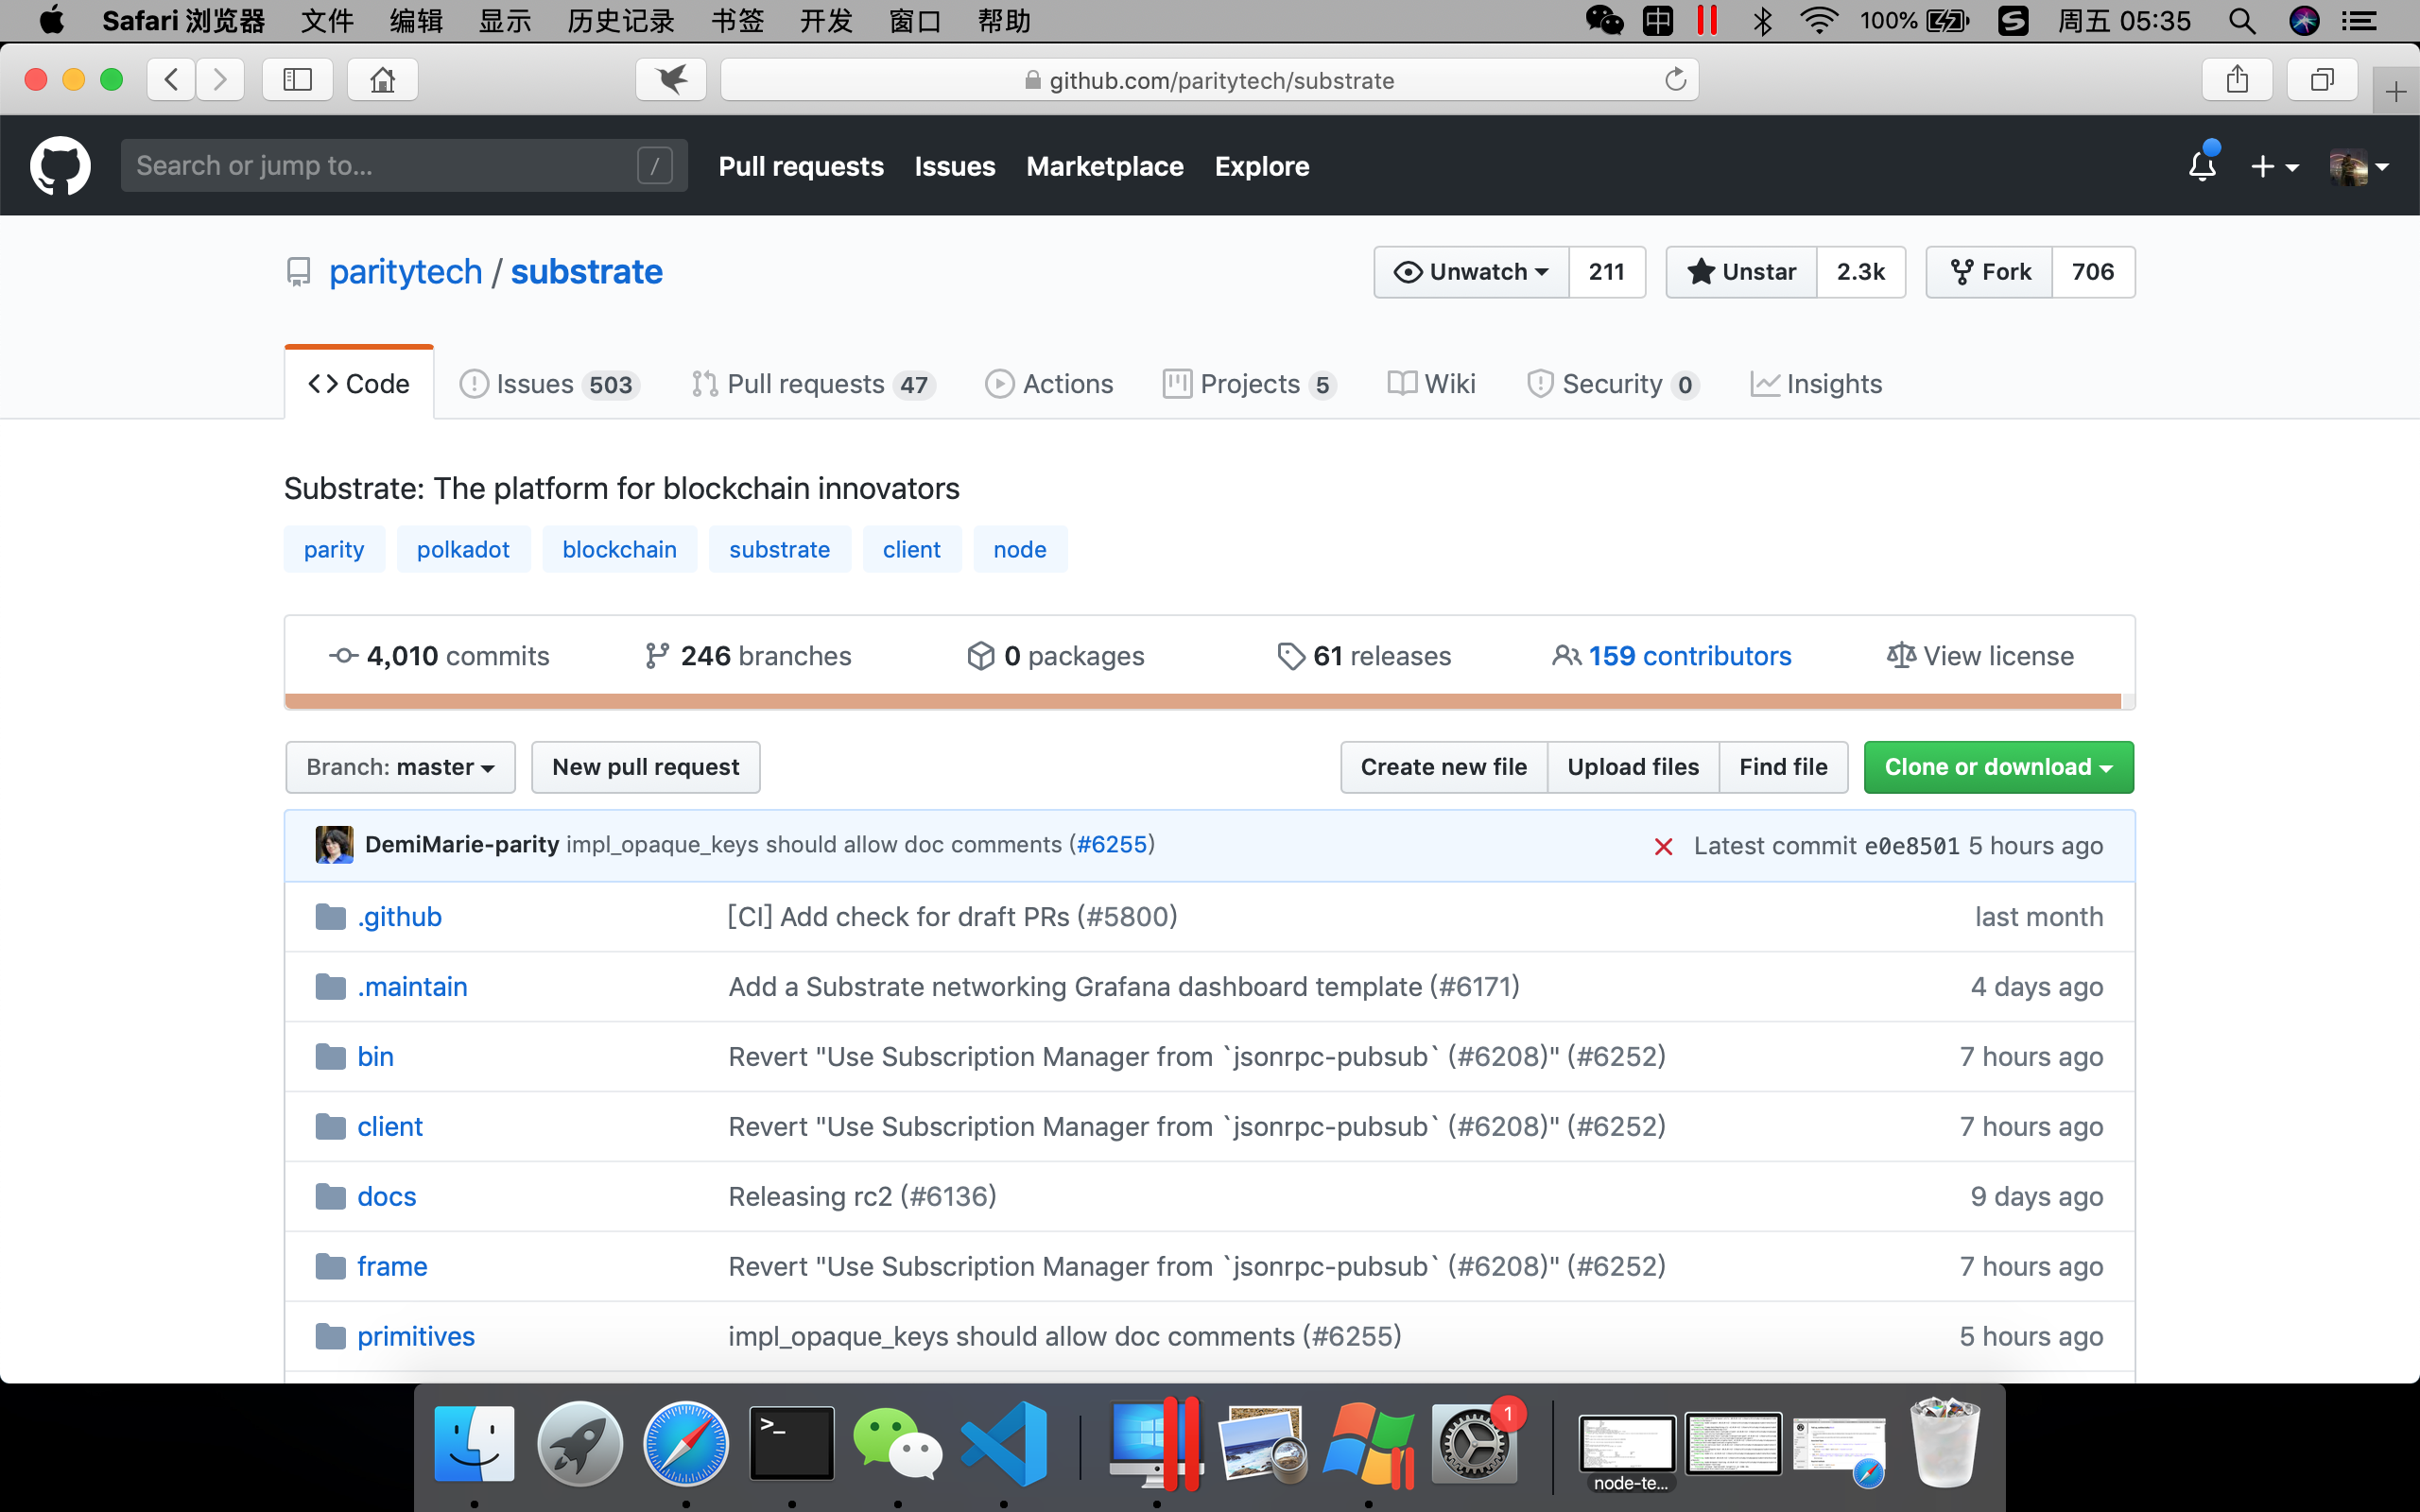 Safari 浏览器 文件 编辑 显示 历史记录 书签 开发 窗口 帮助 中 100% S 周五 05:35
github.com/paritytech/substrate
Search or jump to... / Pull requests Issues Marketplace Explore
paritytech / substrate Unwatch 211 Unstar 2.3k Fork 706
Code Issues 503 Pull requests 47 Actions Projects 5 Wiki Security 0 Insights
Substrate: The platform for blockchain innovators
parity polkadot blockchain substrate client node
4,010 commits 246 branches 0 packages 61 releases 159 contributors View license
Branch: master New pull request Create new file Upload files Find file Clone or download
DemiMarie-parity impl_opaque_keys should allow doc comments (#6255) Latest commit e0e8501 5 hours ago
.github [CI] Add check for draft PRs (#5800) last month
.maintain Add a Substrate networking Grafana dashboard template (#6171) 4 days ago
bin Revert "Use Subscription Manager from `jsonrpc-pubsub` (#6208)" (#6252) 7 hours ago
client Revert "Use Subscription Manager from `jsonrpc-pubsub` (#6208)" (#6252) 7 hours ago
docs Releasing rc2 (#6136) 9 days ago
frame Revert "Use Subscription Manager from `jsonrpc-pubsub` (#6208)" (#6252) 7 hours ago
primitives impl_opaque_keys should allow doc comments (#6255) 5 hours ago
>_ 1
node-te...